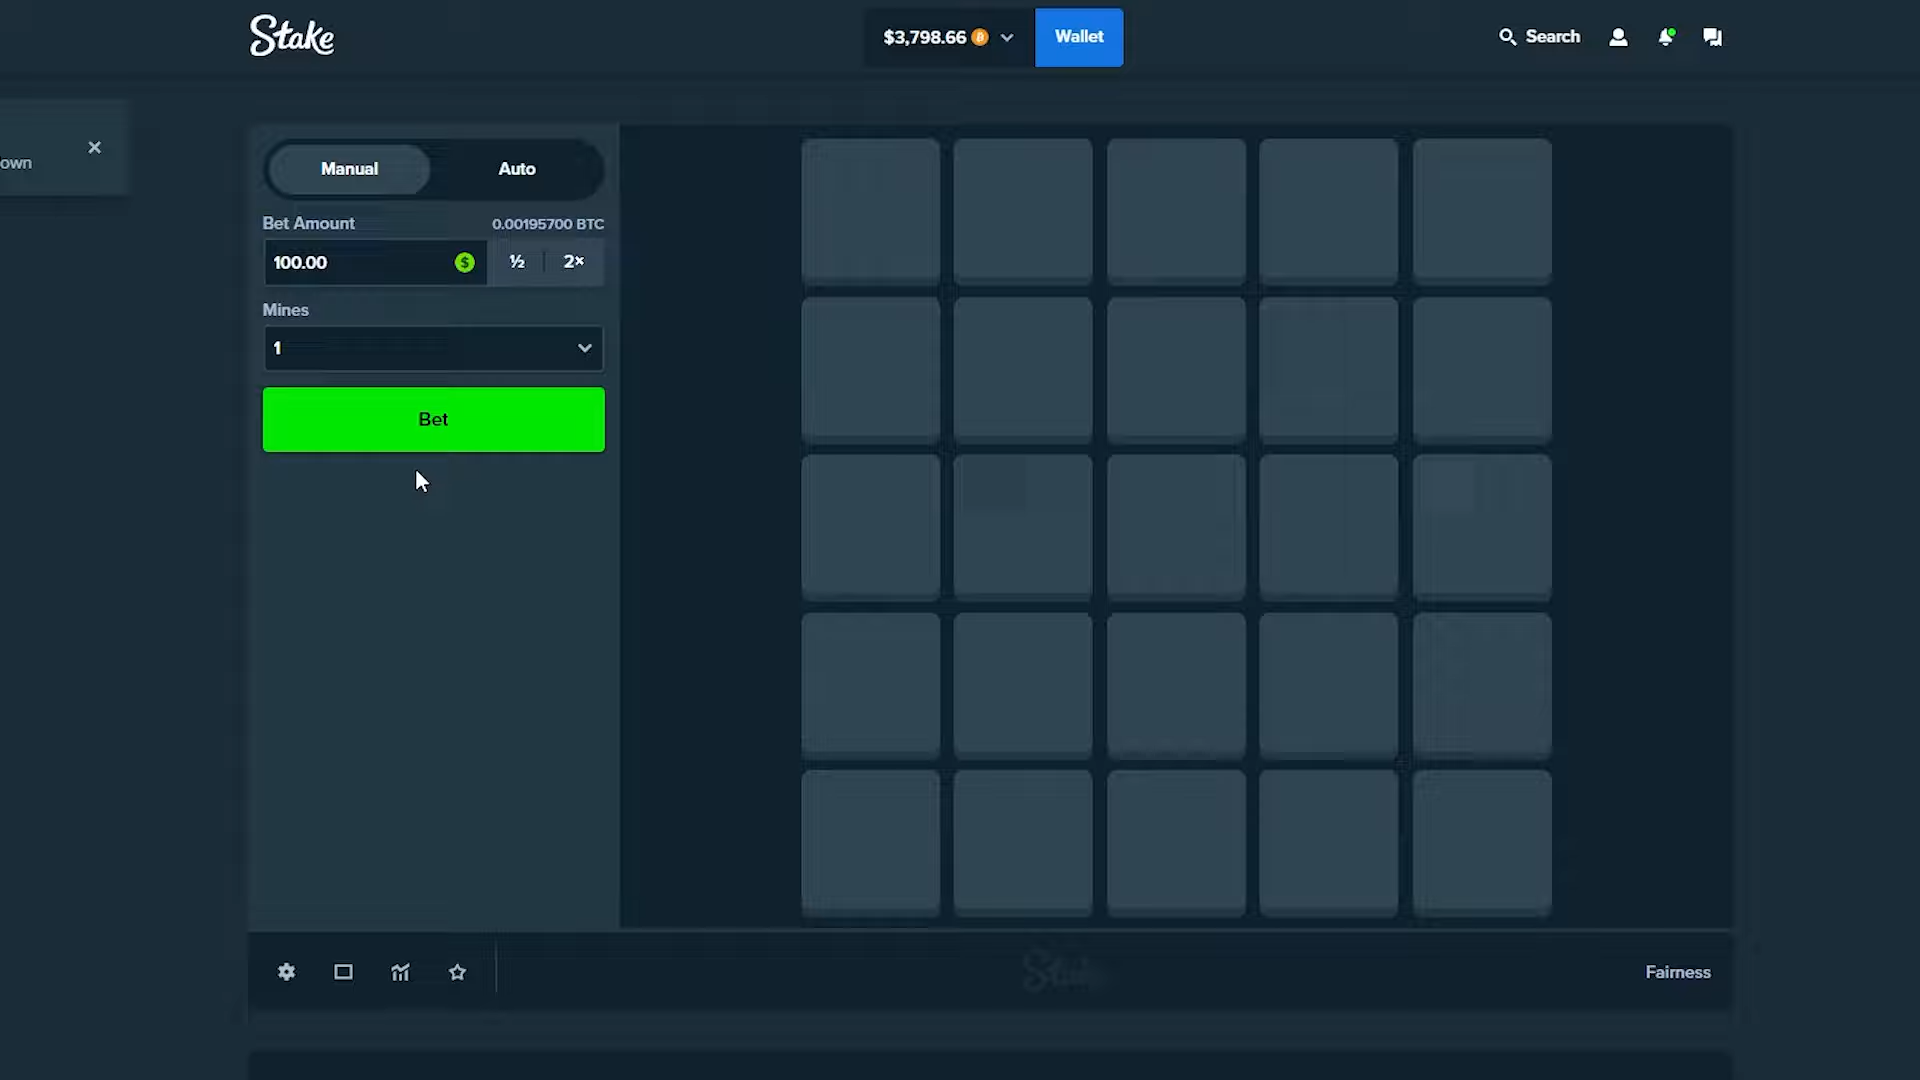 Stake
$3,798.66
Wallet
Search
own
Manual
Auto
Bet Amount
0.00195700 BTC
100.00
$
½
2×
Mines
1
Bet
Stake
Fairness